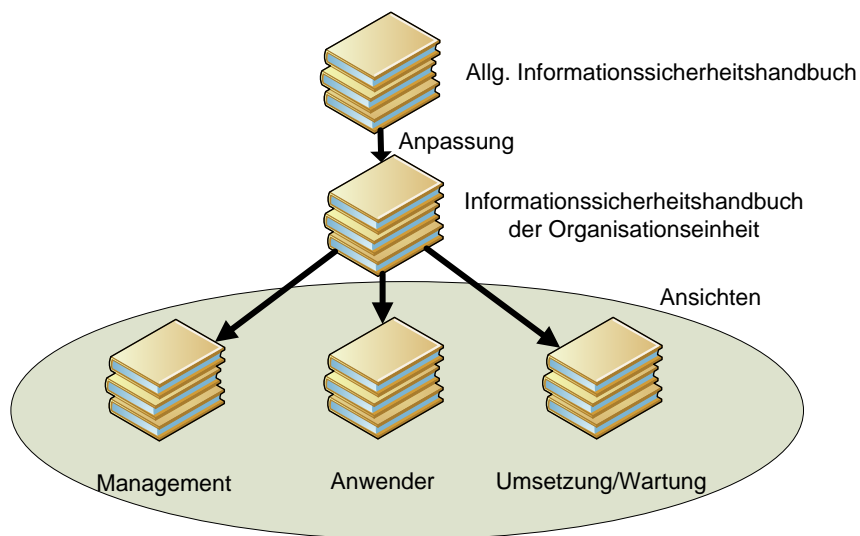 Allg. Informationssicherheitshandbuch
Anpassung
Informationssicherheitshandbuch
der Organisationseinheit
Ansichten
Management
Anwender
Umsetzung/Wartung